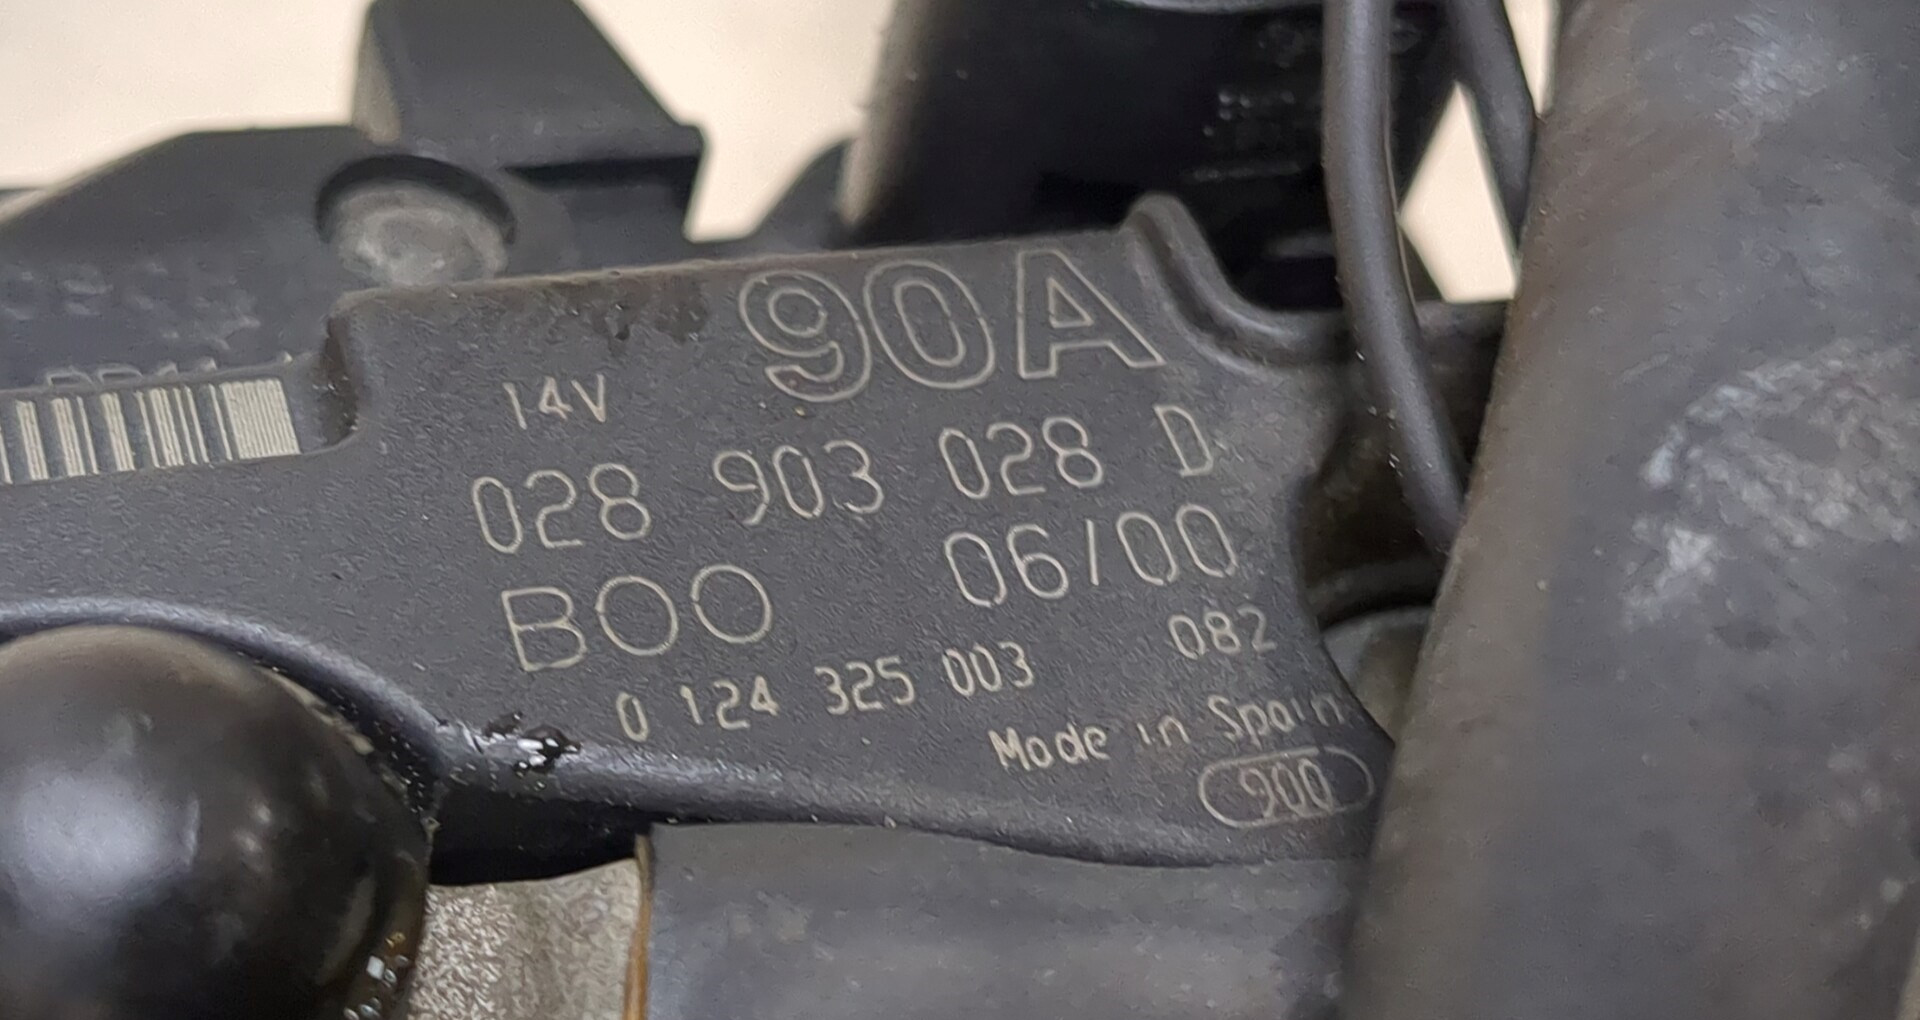 90A
14V
028 903 028 D
BOO 06/00
0 124 325 003 082
Made in Spain
900